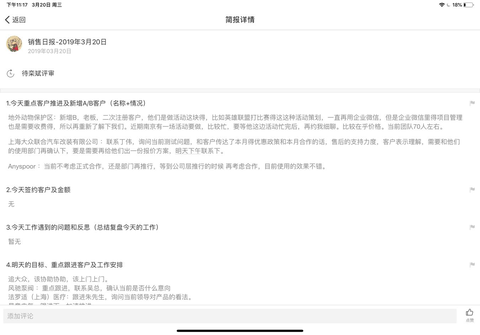 下午11:17 3月20日 周三
18%
返回
简报详情
销售日报-2019年3月20日
2019年03月20日
待栾斌评审
1.今天重点客户推进及新增A/B客户（名称+情况）
地外动物保护区：新增B，老板，二次注册客户，他们是做活动这块得，比如英雄联盟打比赛得这这种活动策划，一直再用企业微信，但是企业微信里得项目管理
也是需要收费得，所以再重新了解下我们。近期南京有一场活动要做，比较忙，要等他这边活动忙完后，再约我细聊。比较在乎价格。当前团队70人左右。
上海大众联合汽车改装有限公司：联系丁伟，询问当前测试问题，和客户传达了本月得优惠政策和本月合作的话，售后的支持力度，客户表示理解，需要和他们
的使用部门再确认下，要是需要再给他们出一份报价方案，明天下午联系下。
Anyspoor ：当前不考虑正式合作，还是部门再推行，等到公司层推行的时候 再考虑合作，目前使用的效果不错。
2.今天签约客户及金额
无
3.今天工作遇到的问题和反思（总结复盘今天的工作）
暂无
4.明天的目标、重点跟进客户及工作安排
追大众，该协助协助，该上门上门。
风驰泵阀 ：重点跟进，联系吴总，确认当前是否什么意向
法罗适（上海）医疗：跟进朱先生，询问当前领导对产品的看法。
添加评论
点赞